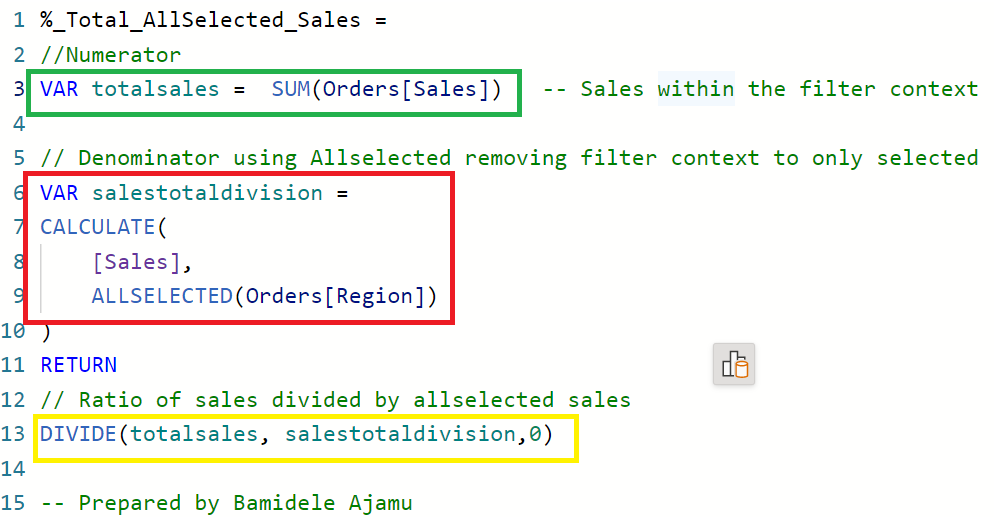 1 %_Total_AllSelected_Sales =
2 //Numerator
3 VAR totalsales =  SUM(Orders[Sales])  -- Sales within the filter context
4
5 // Denominator using Allselected removing filter context to only selected
6 VAR salestotaldivision =
7 CALCULATE(
8     [Sales],
9     ALLSELECTED(Orders[Region])
10 )
11 RETURN
12 // Ratio of sales divided by allselected sales
13 DIVIDE(totalsales, salestotaldivision,0)
14
15 -- Prepared by Bamidele Ajamu